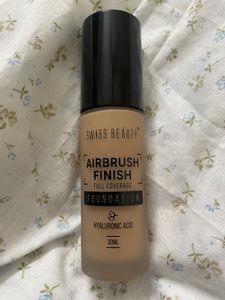 SWISS BEAUTY
AIRBRUSH
FINISH
FULL COVERAGE
FOUNDATION
HYALURONIC ACID
30ML